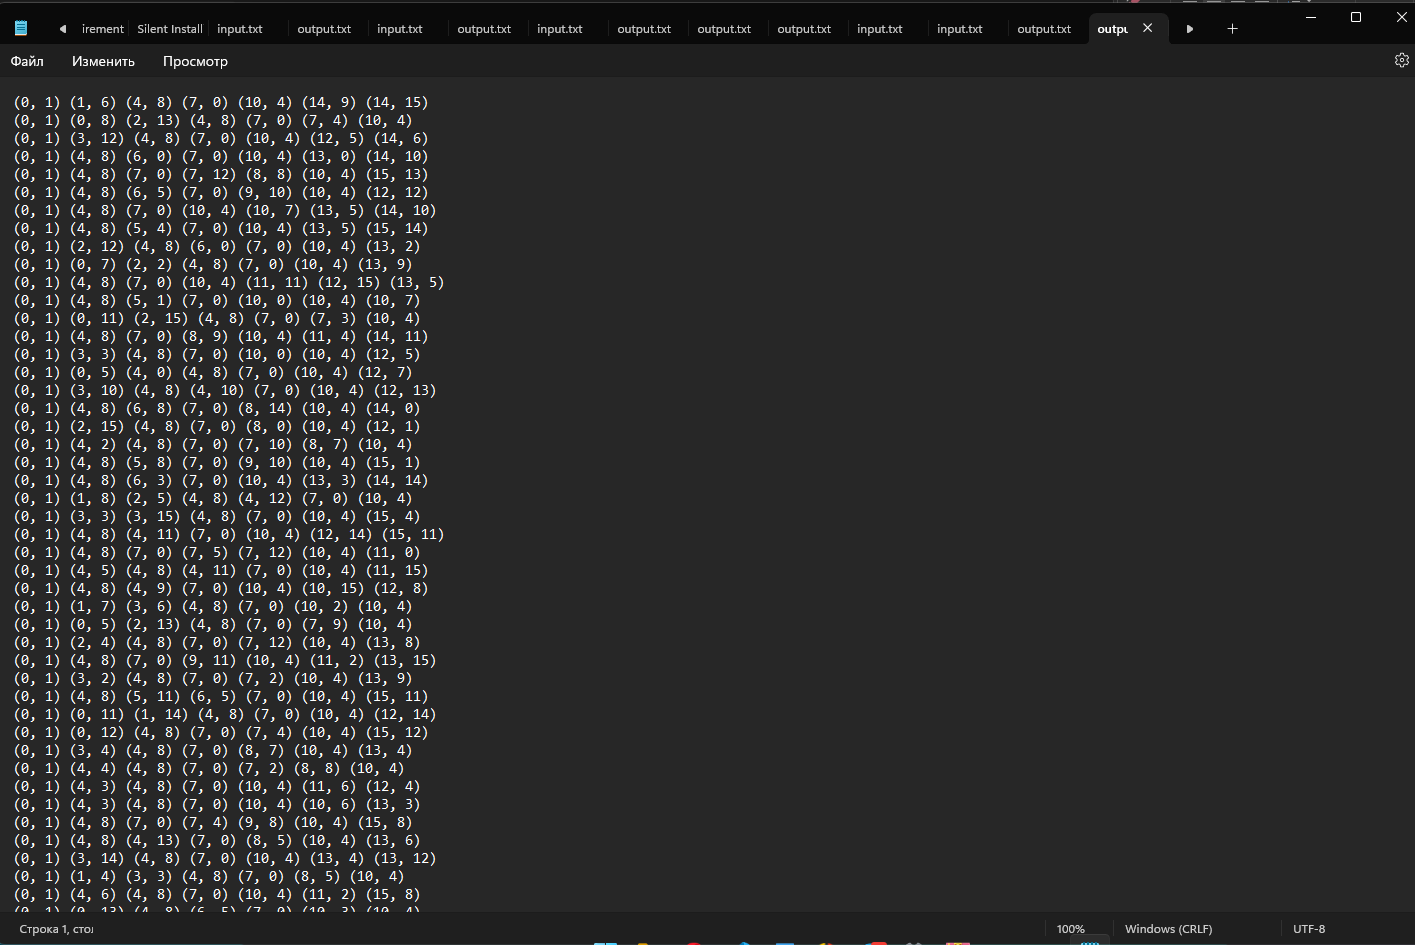 irement Silent Install input.txt output.txt input.txt output.txt input.txt output.txt output.txt output.txt input.txt input.txt output.txt outpu
Файл Изменить Просмотр
(0, 1) (1, 6) (4, 8) (7, 0) (10, 4) (14, 9) (14, 15)
(0, 1) (0, 8) (2, 13) (4, 8) (7, 0) (7, 4) (10, 4)
(0, 1) (3, 12) (4, 8) (7, 0) (10, 4) (12, 5) (14, 6)
(0, 1) (4, 8) (6, 0) (7, 0) (10, 4) (13, 0) (14, 10)
(0, 1) (4, 8) (7, 0) (7, 12) (8, 8) (10, 4) (15, 13)
(0, 1) (4, 8) (6, 5) (7, 0) (9, 10) (10, 4) (12, 12)
(0, 1) (4, 8) (7, 0) (10, 4) (10, 7) (13, 5) (14, 10)
(0, 1) (4, 8) (5, 4) (7, 0) (10, 4) (13, 5) (15, 14)
(0, 1) (2, 12) (4, 8) (6, 0) (7, 0) (10, 4) (13, 2)
(0, 1) (0, 7) (2, 2) (4, 8) (7, 0) (10, 4) (13, 9)
(0, 1) (4, 8) (7, 0) (10, 4) (11, 11) (12, 15) (13, 5)
(0, 1) (4, 8) (5, 1) (7, 0) (10, 0) (10, 4) (10, 7)
(0, 1) (0, 11) (2, 15) (4, 8) (7, 0) (7, 3) (10, 4)
(0, 1) (4, 8) (7, 0) (8, 9) (10, 4) (11, 4) (14, 11)
(0, 1) (3, 3) (4, 8) (7, 0) (10, 0) (10, 4) (12, 5)
(0, 1) (0, 5) (4, 0) (4, 8) (7, 0) (10, 4) (12, 7)
(0, 1) (3, 10) (4, 8) (4, 10) (7, 0) (10, 4) (12, 13)
(0, 1) (4, 8) (6, 8) (7, 0) (8, 14) (10, 4) (14, 0)
(0, 1) (2, 15) (4, 8) (7, 0) (8, 0) (10, 4) (12, 1)
(0, 1) (4, 2) (4, 8) (7, 0) (7, 10) (8, 7) (10, 4)
(0, 1) (4, 8) (5, 8) (7, 0) (9, 10) (10, 4) (15, 1)
(0, 1) (4, 8) (6, 3) (7, 0) (10, 4) (13, 3) (14, 14)
(0, 1) (1, 8) (2, 5) (4, 8) (4, 12) (7, 0) (10, 4)
(0, 1) (3, 3) (3, 15) (4, 8) (7, 0) (10, 4) (15, 4)
(0, 1) (4, 8) (4, 11) (7, 0) (10, 4) (12, 14) (15, 11)
(0, 1) (4, 8) (7, 0) (7, 5) (7, 12) (10, 4) (11, 0)
(0, 1) (4, 5) (4, 8) (4, 11) (7, 0) (10, 4) (11, 15)
(0, 1) (4, 8) (4, 9) (7, 0) (10, 4) (10, 15) (12, 8)
(0, 1) (1, 7) (3, 6) (4, 8) (7, 0) (10, 2) (10, 4)
(0, 1) (0, 5) (2, 13) (4, 8) (7, 0) (7, 9) (10, 4)
(0, 1) (2, 4) (4, 8) (7, 0) (7, 12) (10, 4) (13, 8)
(0, 1) (4, 8) (7, 0) (9, 11) (10, 4) (11, 2) (13, 15)
(0, 1) (3, 2) (4, 8) (7, 0) (7, 2) (10, 4) (13, 9)
(0, 1) (4, 8) (5, 11) (6, 5) (7, 0) (10, 4) (15, 11)
(0, 1) (0, 11) (1, 14) (4, 8) (7, 0) (10, 4) (12, 14)
(0, 1) (0, 12) (4, 8) (7, 0) (7, 4) (10, 4) (15, 12)
(0, 1) (3, 4) (4, 8) (7, 0) (8, 7) (10, 4) (13, 4)
(0, 1) (4, 4) (4, 8) (7, 0) (7, 2) (8, 8) (10, 4)
(0, 1) (4, 3) (4, 8) (7, 0) (10, 4) (11, 6) (12, 4)
(0, 1) (4, 3) (4, 8) (7, 0) (10, 4) (10, 6) (13, 3)
(0, 1) (4, 8) (7, 0) (7, 4) (9, 8) (10, 4) (15, 8)
(0, 1) (4, 8) (4, 13) (7, 0) (8, 5) (10, 4) (13, 6)
(0, 1) (3, 14) (4, 8) (7, 0) (10, 4) (13, 4) (13, 12)
(0, 1) (1, 4) (3, 3) (4, 8) (7, 0) (8, 5) (10, 4)
(0, 1) (4, 6) (4, 8) (7, 0) (10, 4) (11, 2) (15, 8)
(0, 1) (0, 13) (4, 8) (6, 5) (7, 0) (10, 3) (10, 4)
Строка 1, стол 100% Windows (CRLF) UTF-8